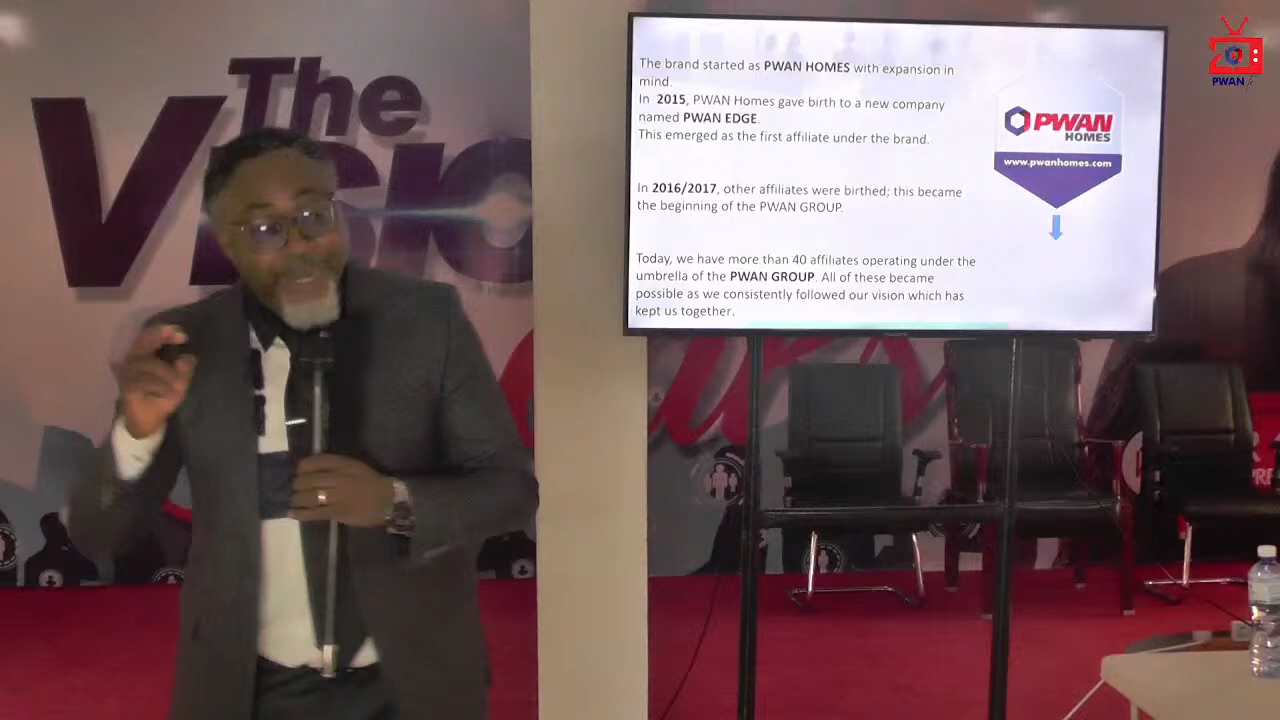 The
Visio
The brand started as PWAN HOMES with expansion in
mind.
In 2015, PWAN Homes gave birth to a new company
named PWAN EDGE.
This emerged as the first affiliate under the brand.
In 2016/2017, other affiliates were birthed; this became
the beginning of the PWAN GROUP.
Today, we have more than 40 affiliates operating under the
umbrella of the PWAN GROUP. All of these became
possible as we consistently followed our vision which has
kept us together.
PWAN
HOMES
www.pwanhomes.com
PWAN